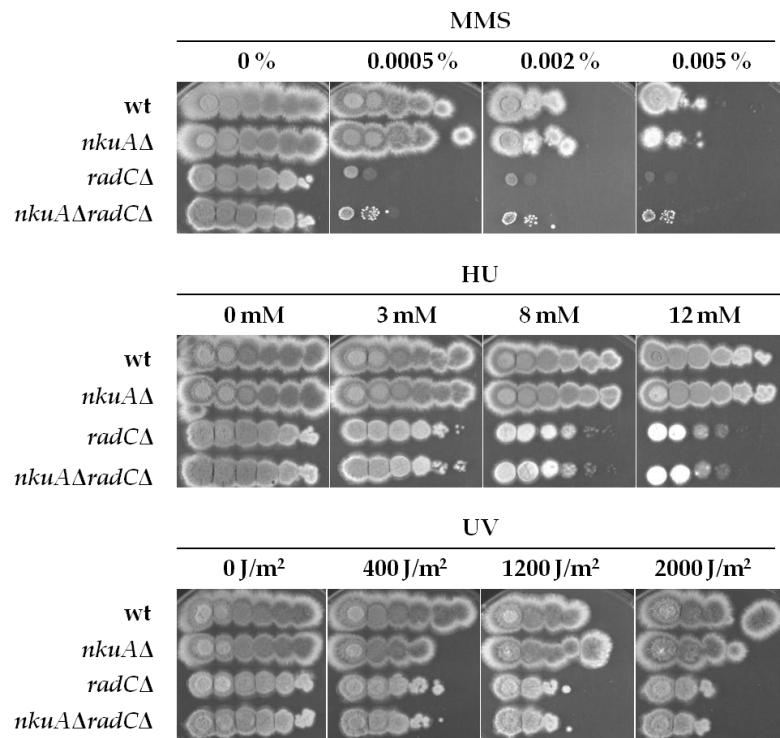 MMS
0 % 0.0005 % 0.002 % 0.005 %
wt
nkuAΔ
radCΔ
nkuAΔradCΔ
HU
0 mM 3 mM 8 mM 12 mM
wt
nkuAΔ
radCΔ
nkuAΔradCΔ
UV
0 J/m² 400 J/m² 1200 J/m² 2000 J/m²
wt
nkuAΔ
radCΔ
nkuAΔradCΔ